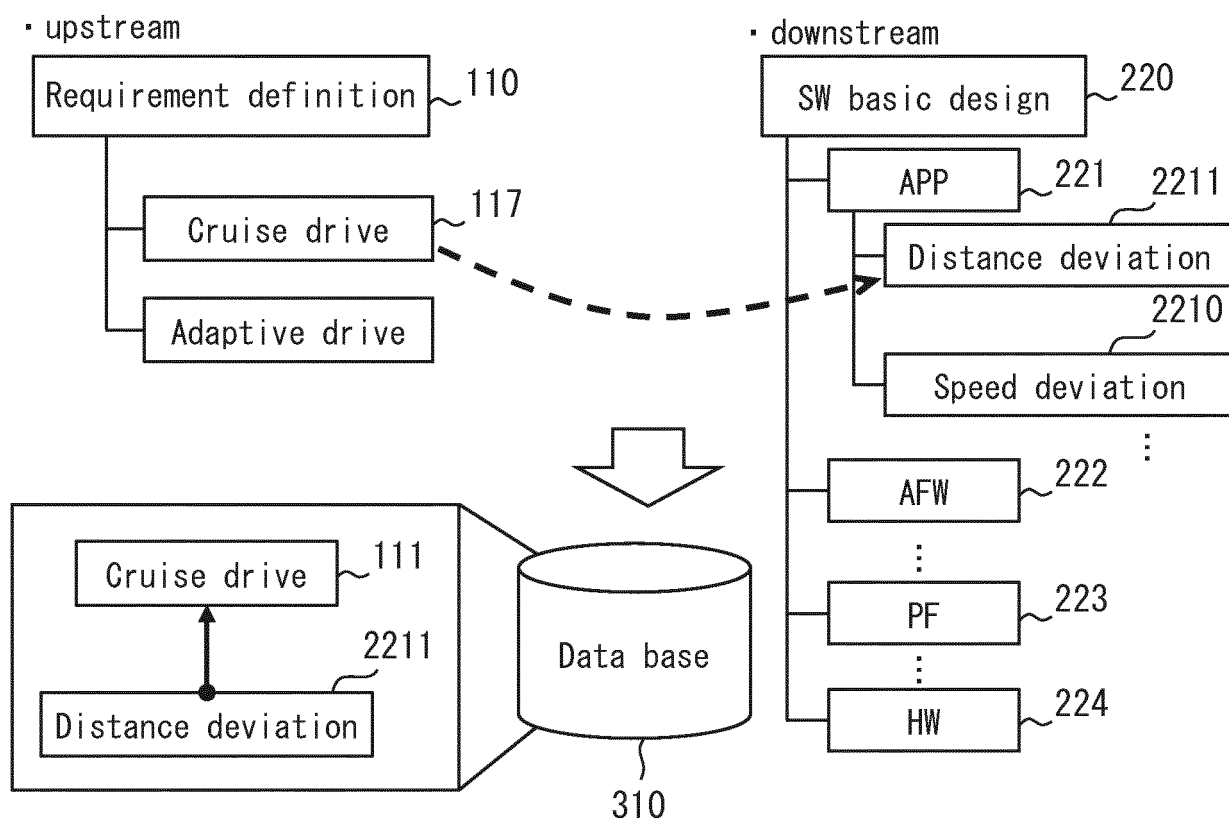 ・upstream
Requirement definition
110
Cruise drive
117
Adaptive drive
・downstream
SW basic design
220
APP
221
2211
Distance deviation
2210
Speed deviation
⋮
AFW
222
⋮
PF
223
⋮
HW
224
Cruise drive
111
2211
Distance deviation
Data base
310